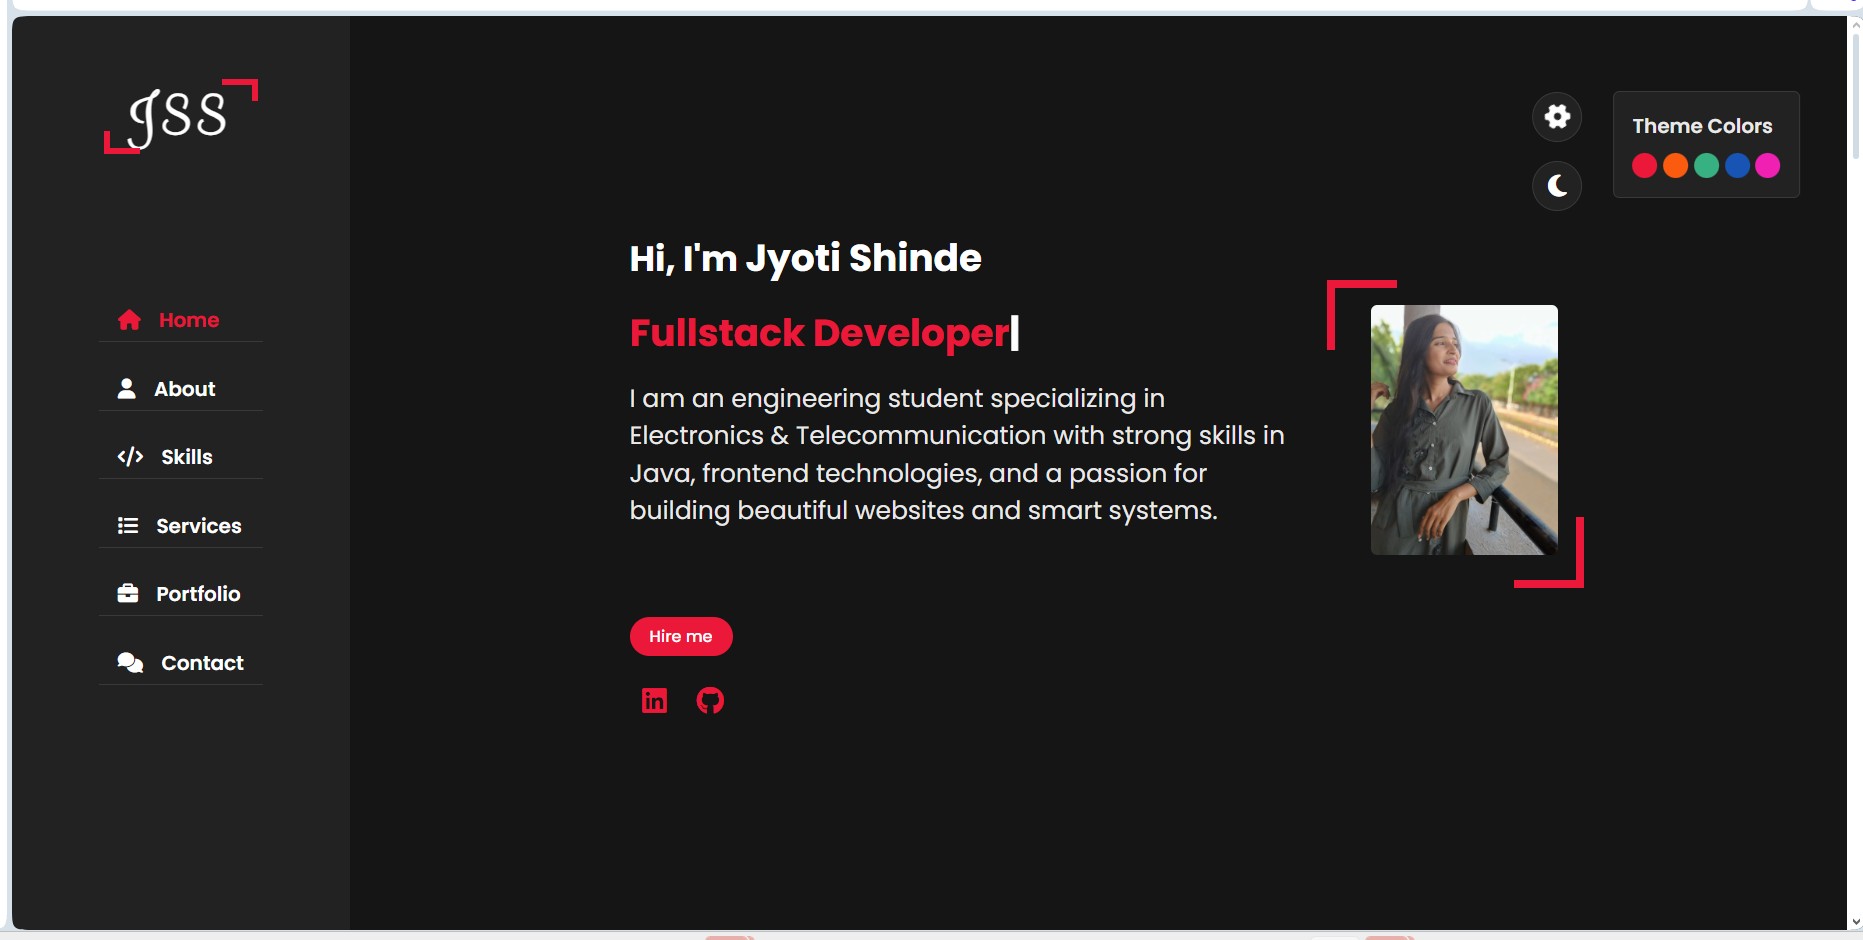 JSS
Home
About
Skills
Services
Portfolio
Contact
Theme Colors
Hi, I'm Jyoti Shinde
Fullstack Developer|
I am an engineering student specializing in
Electronics & Telecommunication with strong skills in
Java, frontend technologies, and a passion for
building beautiful websites and smart systems.
Hire me
in